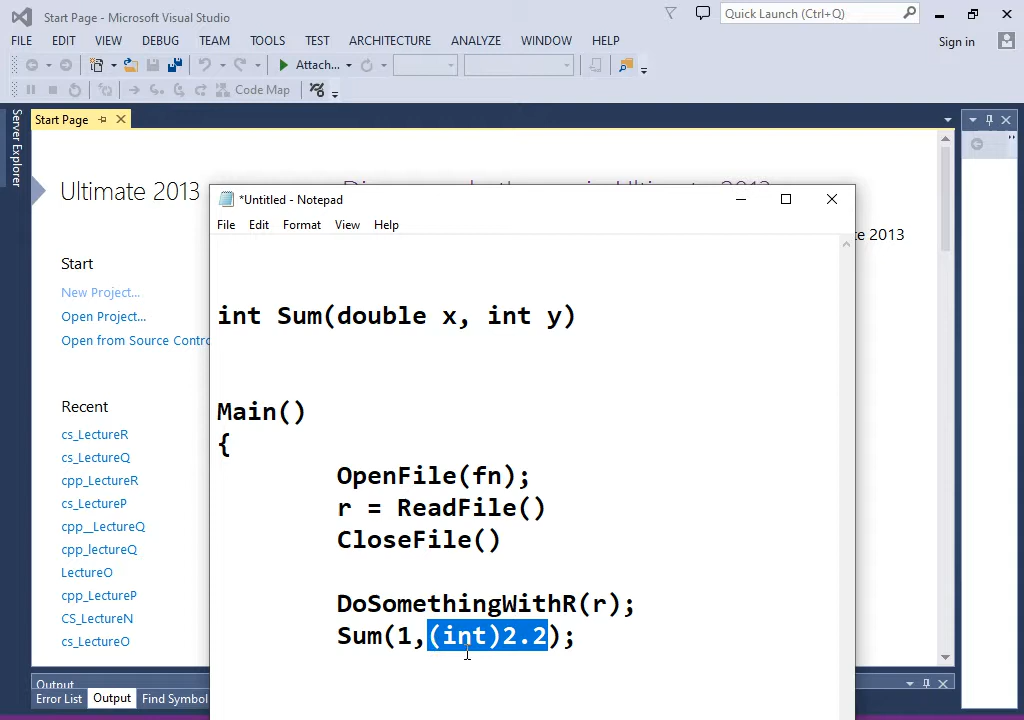 Start Page - Microsoft Visual Studio
Quick Launch (Ctrl+Q)
FILE EDIT VIEW DEBUG TEAM TOOLS TEST ARCHITECTURE ANALYZE WINDOW HELP
Sign in
Attach...
Code Map
Server Explorer
Start Page
Ultimate 2013
Start
New Project...
Open Project...
Open from Source Contro
Recent
cs_LectureR
cs_LectureQ
cpp_LectureR
cs_LectureP
cpp__LectureQ
cpp_lectureQ
LectureO
cpp_LectureP
CS_LectureN
cs_LectureO
te 2013
*Untitled - Notepad
File Edit Format View Help
int Sum(double x, int y)
Main()
{
OpenFile(fn);
r = ReadFile()
CloseFile()
DoSomethingWithR(r);
Sum(1,(int)2.2);
Output
Error List Output Find Symbol